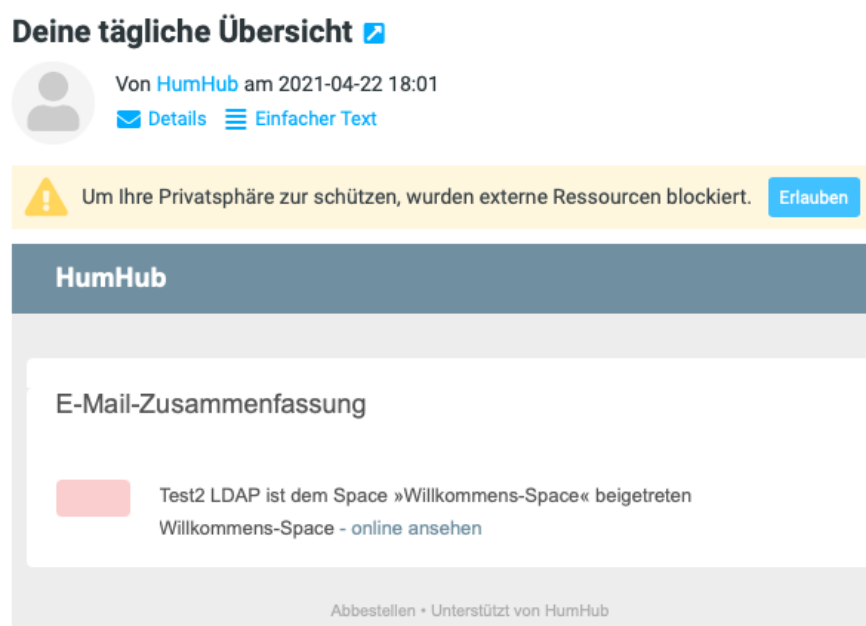 Deine tägliche Übersicht
Von HumHub am 2021-04-22 18:01
Details Einfacher Text
Um Ihre Privatsphäre zur schützen, wurden externe Ressourcen blockiert. Erlauben
HumHub
E-Mail-Zusammenfassung
Test2 LDAP ist dem Space »Willkommens-Space« beigetreten
Willkommens-Space - online ansehen
Abbestellen • Unterstützt von HumHub